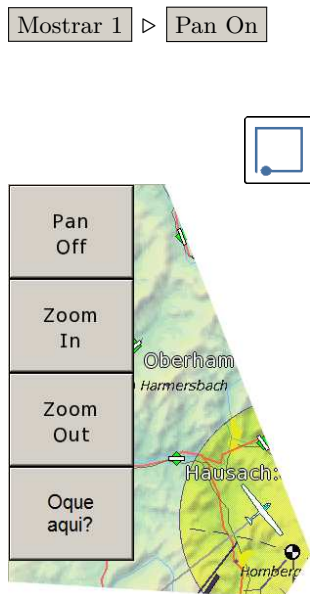 Mostrar 1 ▷ Pan On
Pan
Off
Zoom
In
Zoom
Out
Oque
aqui?
Oberham
Harmersbach
Hausach:
Hornberg